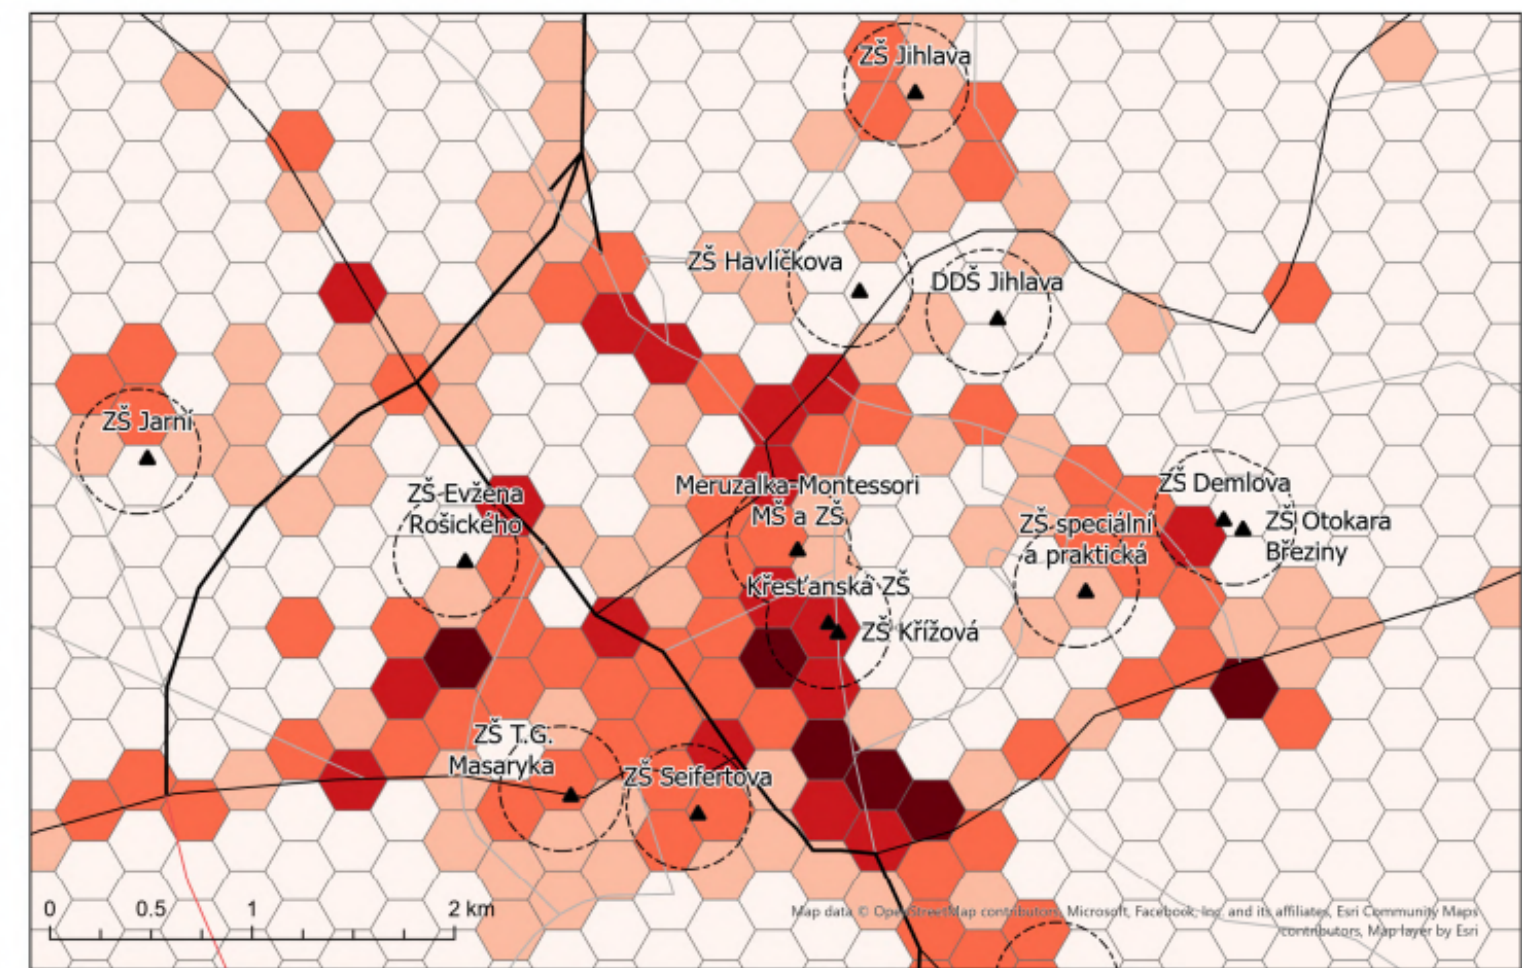 ZŠ Jihlava
ZŠ Havlíčkova
DDŠ Jihlava
ZŠ Jarní
ZŠ Evžena
Rošického
Meruzalka-Montessori
MŠ a ZŠ
ZŠ speciální
a praktická
ZŠ Demlova
ZŠ Otokara
Březiny
Křesťanská ZŠ
ZŠ Křížová
ZŠ T.G.
Masaryka
ZŠ Seifertova
0 0.5 1 2 km
Map data © OpenStreetMap contributors, Microsoft, Facebook, Inc. and its affiliates, Esri Community Maps
contributors, Map layer by Esri